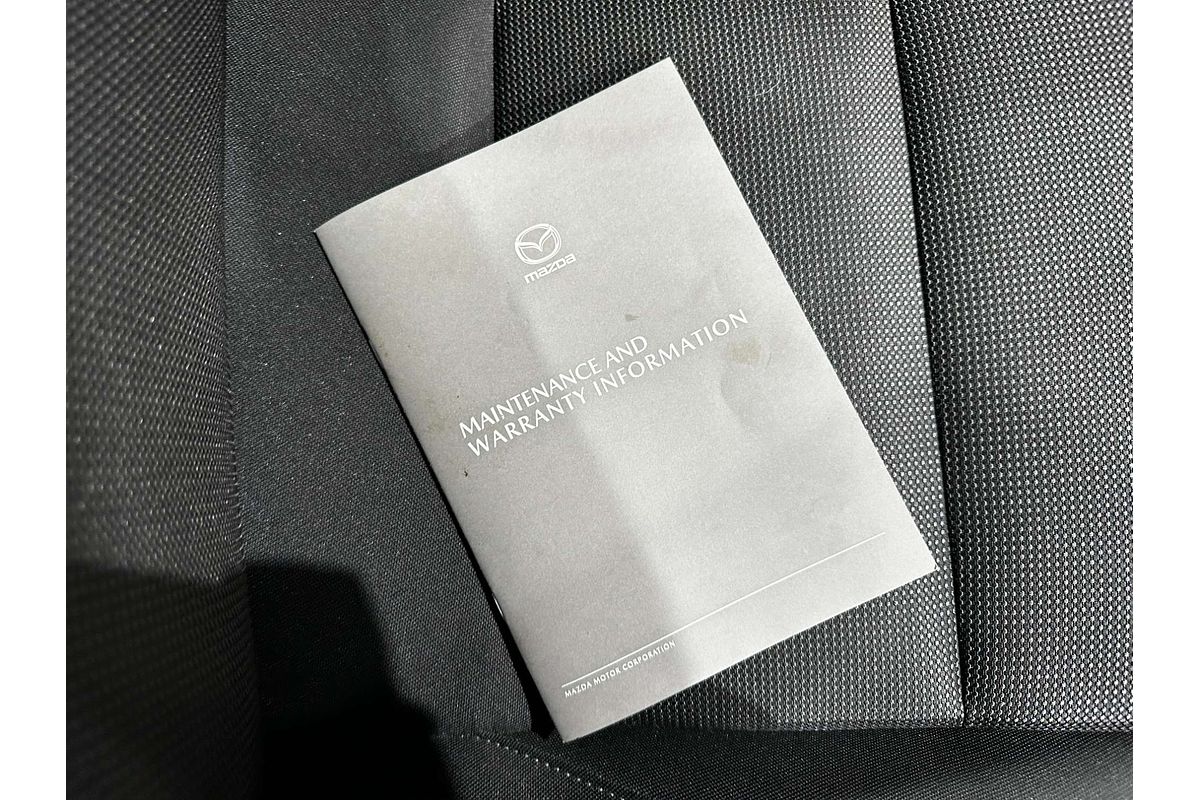 mazda
MAINTENANCE AND
WARRANTY INFORMATION
MAZDA MOTOR CORPORATION